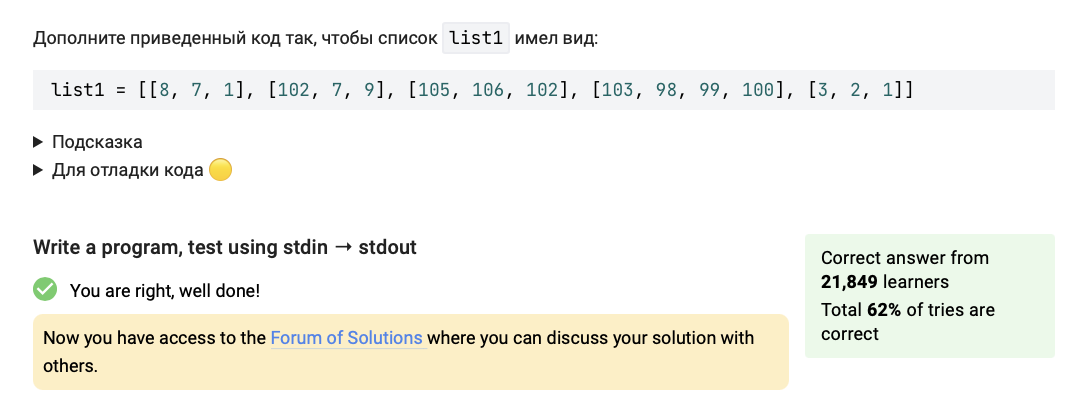 Дополните приведенный код так, чтобы список list1 имел вид:
list1 = [[8, 7, 1], [102, 7, 9], [105, 106, 102], [103, 98, 99, 100], [3, 2, 1]]
Подсказка
Для отладки кода
Write a program, test using stdin → stdout
You are right, well done!
Now you have access to the Forum of Solutions where you can discuss your solution with
others.
Correct answer from
21,849 learners
Total 62% of tries are
correct